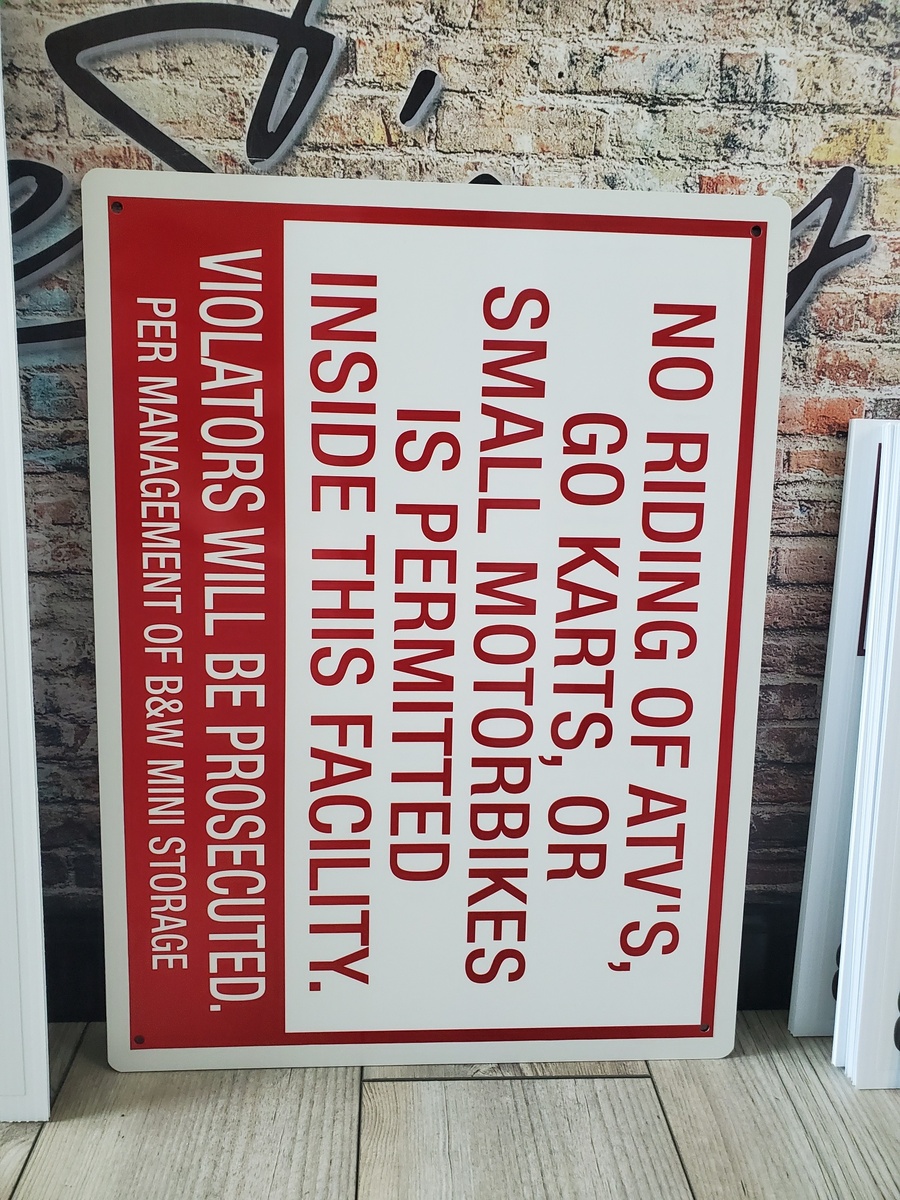 NO RIDING OF ATV'S,
GO KARTS, OR
SMALL MOTORBIKES
IS PERMITTED
INSIDE THIS FACILITY.
VIOLATORS WILL BE PROSECUTED.
PER MANAGEMENT OF B&W MINI STORAGE